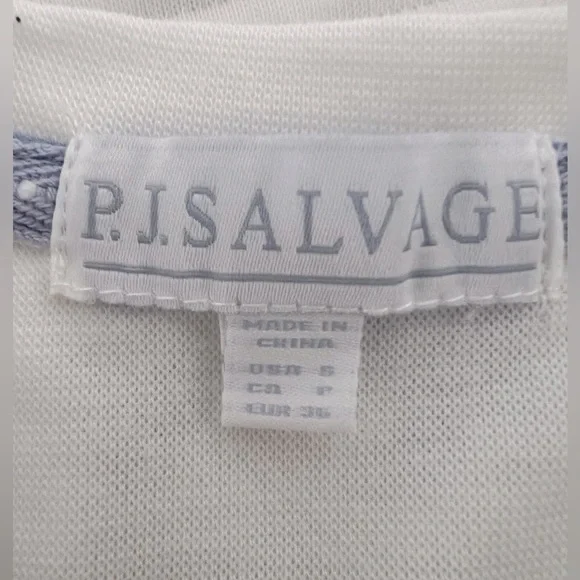 P.J.SALVAGE
MADE IN
CHINA
USA S
CA P
EUR 36